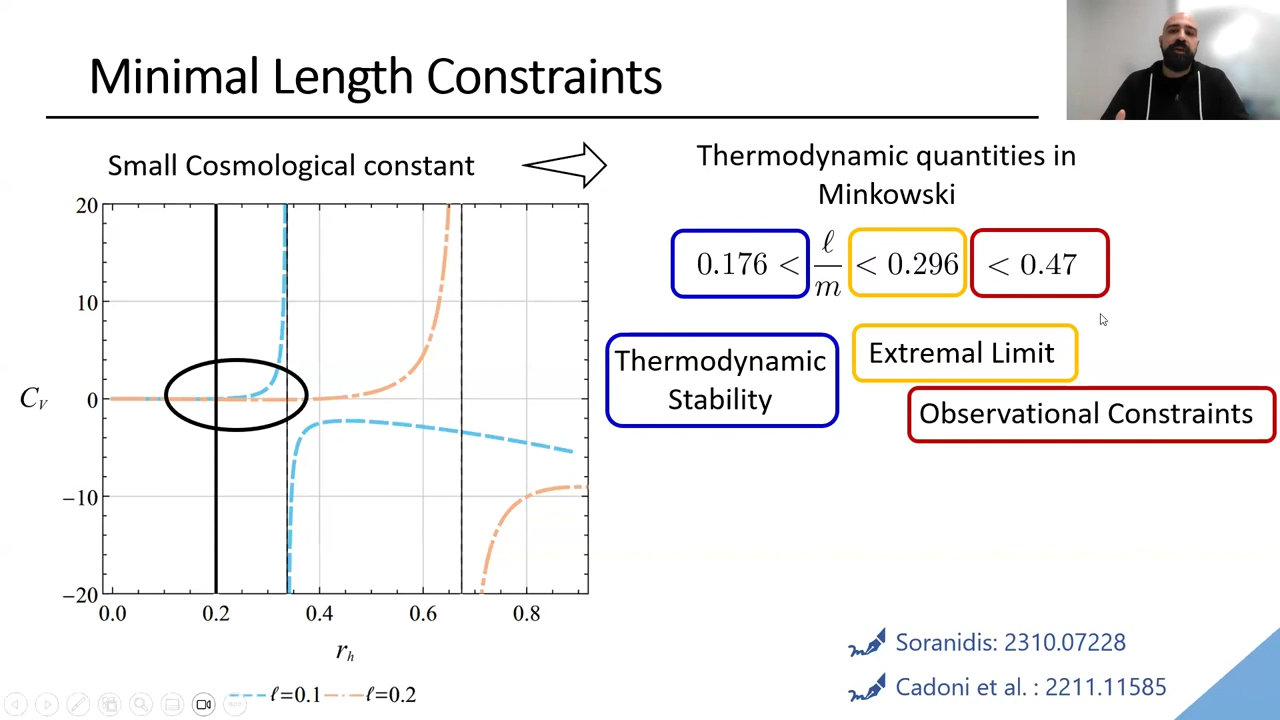 Minimal Length Constraints
Small Cosmological constant
Thermodynamic quantities in
Minkowski
0.176 < ℓ/m < 0.296 < 0.47
Thermodynamic
Stability
Extremal Limit
Observational Constraints
20
10
0
−10
−20
C_V
0.0 0.2 0.4 0.6 0.8
r_h
ℓ=0.1 ℓ=0.2
Soranidis: 2310.07228
Cadoni et al. : 2211.11585